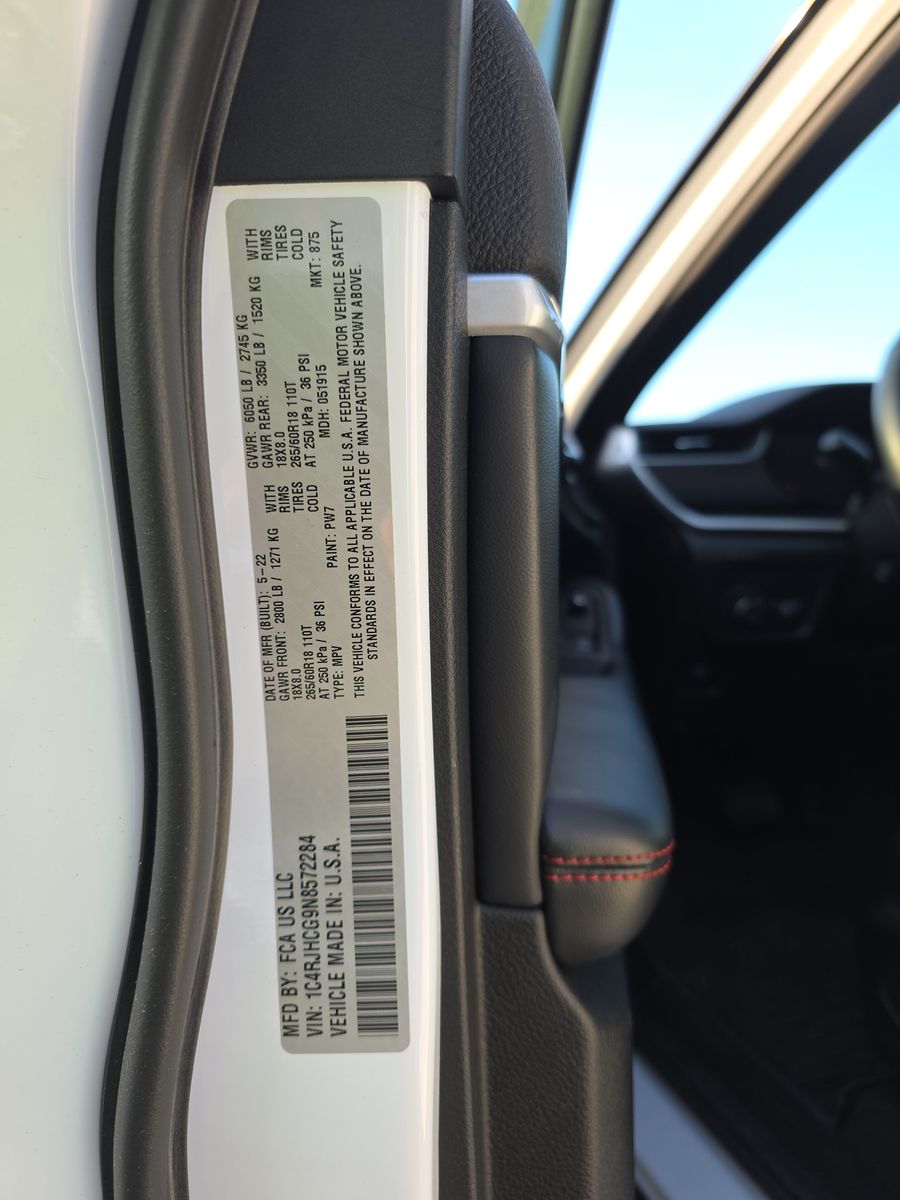 MFD BY: FCA US LLC
VIN: 1C4RJHCG9N8572284
VEHICLE MADE IN: U.S.A.
DATE OF MFR (BUILT): 5-22 GVWR: 6050 LB / 2745 KG
GAWR FRONT: 2800 LB / 1271 KG WITH GAWR REAR: 3350 LB / 1520 KG WITH
18X8.0 RIMS 18X8.0 RIMS
265/60R18 110T TIRES 265/60R18 110T TIRES
AT 250 kPa / 36 PSI COLD AT 250 kPa / 36 PSI COLD
TYPE: MPV PAINT: PW7 MDH: 051915 MKT: 875
THIS VEHICLE CONFORMS TO ALL APPLICABLE U.S.A. FEDERAL MOTOR VEHICLE SAFETY
STANDARDS IN EFFECT ON THE DATE OF MANUFACTURE SHOWN ABOVE.